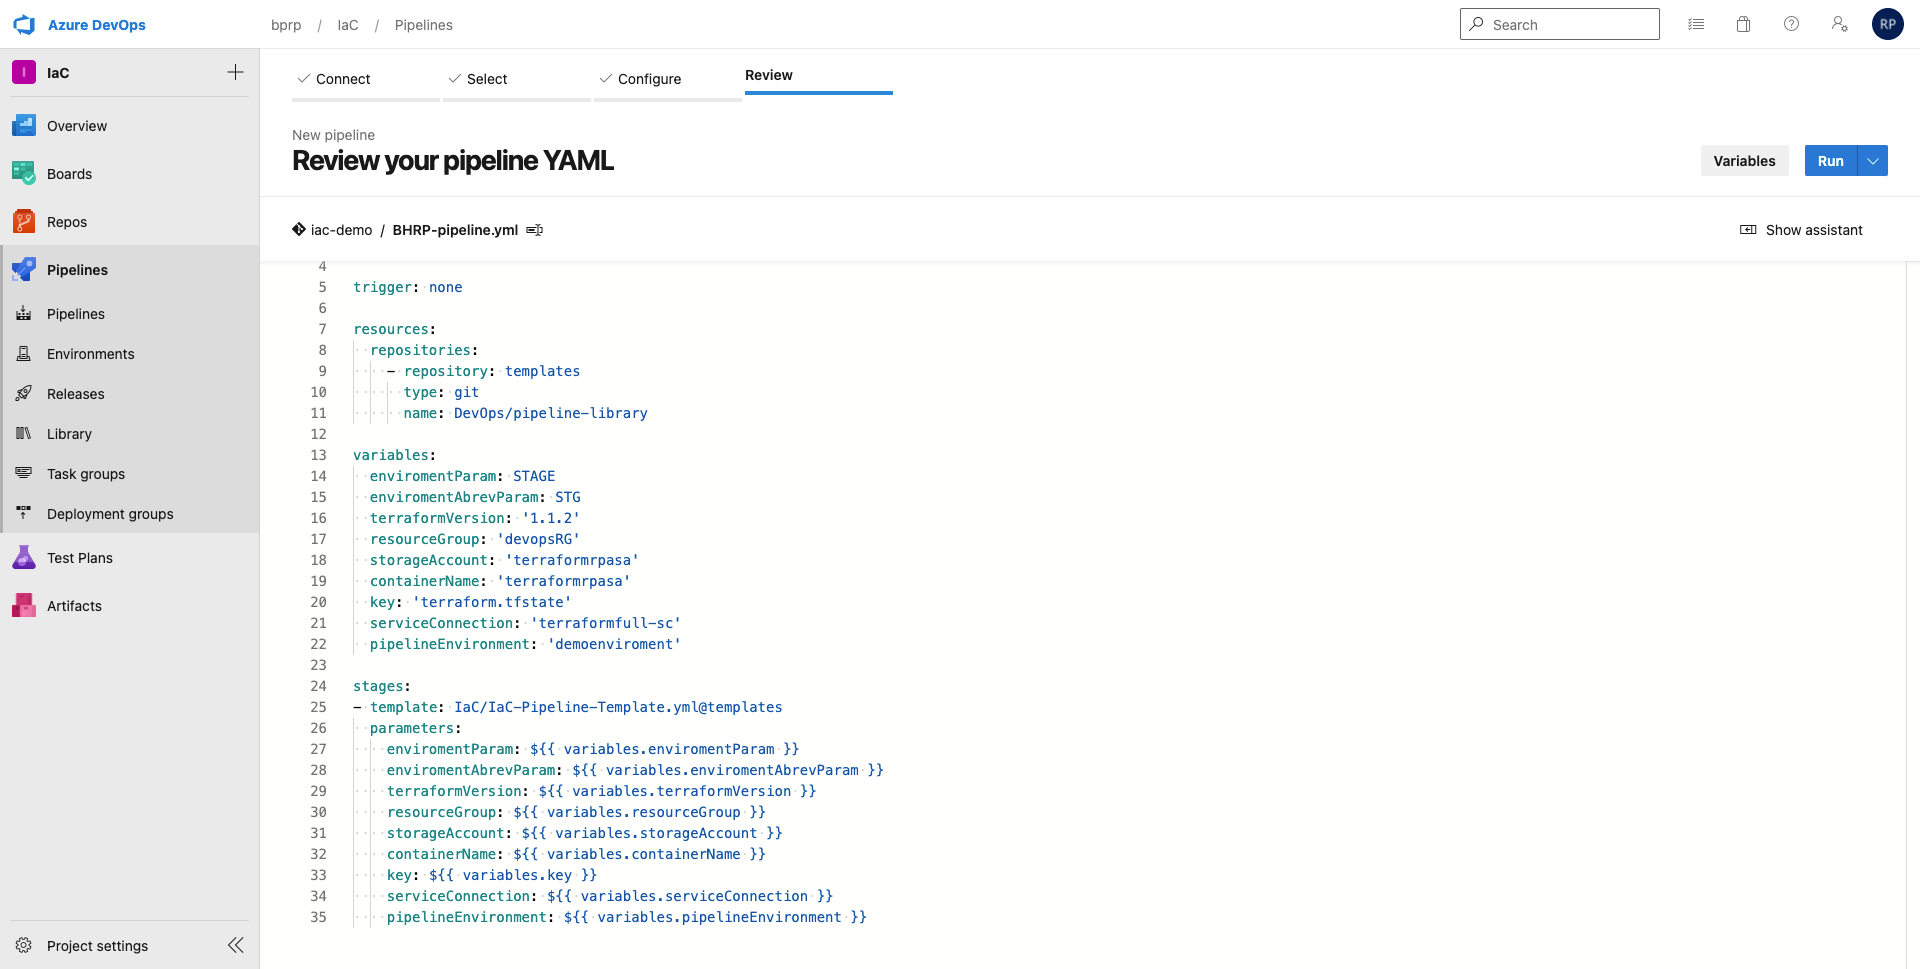 Azure DevOps
bprp / IaC / Pipelines
Search
RP
I IaC
Overview
Boards
Repos
Pipelines
Pipelines
Environments
Releases
Library
Task groups
Deployment groups
Test Plans
Artifacts
Project settings
Connect
Select
Configure
Review
New pipeline
Review your pipeline YAML
Variables
Run
iac-demo / BHRP-pipeline.yml
Show assistant
4
5 trigger: none
6
7 resources:
8   repositories:
9     - repository: templates
10       type: git
11       name: DevOps/pipeline-library
12
13 variables:
14   enviromentParam: STAGE
15   enviromentAbrevParam: STG
16   terraformVersion: '1.1.2'
17   resourceGroup: 'devopsRG'
18   storageAccount: 'terraformrpasa'
19   containerName: 'terraformrpasa'
20   key: 'terraform.tfstate'
21   serviceConnection: 'terraformfull-sc'
22   pipelineEnvironment: 'demoenviroment'
23
24 stages:
25 - template: IaC/IaC-Pipeline-Template.yml@templates
26   parameters:
27     enviromentParam: ${{ variables.enviromentParam }}
28     enviromentAbrevParam: ${{ variables.enviromentAbrevParam }}
29     terraformVersion: ${{ variables.terraformVersion }}
30     resourceGroup: ${{ variables.resourceGroup }}
31     storageAccount: ${{ variables.storageAccount }}
32     containerName: ${{ variables.containerName }}
33     key: ${{ variables.key }}
34     serviceConnection: ${{ variables.serviceConnection }}
35     pipelineEnvironment: ${{ variables.pipelineEnvironment }}